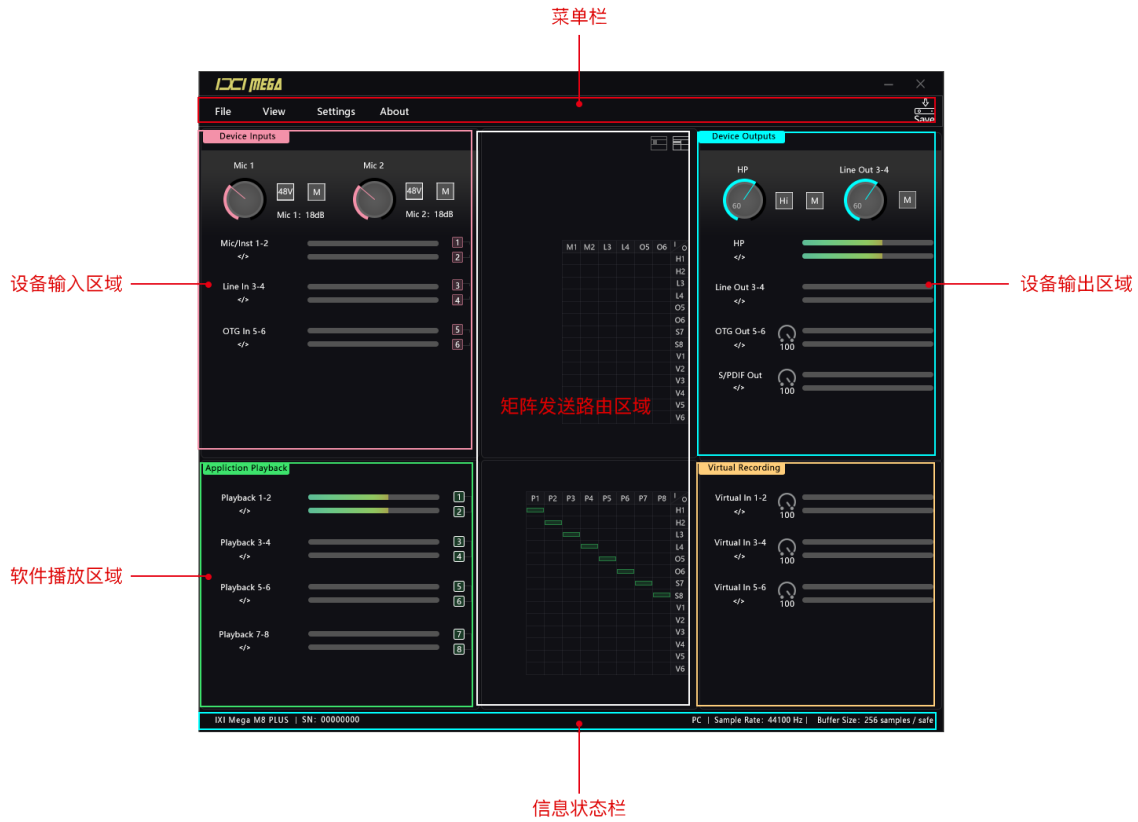 菜单栏
IXI MEGA
File View Settings About
Save
Device Inputs
Mic 1 Mic 2
48V M 48V M
Mic 1: 18dB Mic 2: 18dB
Mic/Inst 1-2 1
</> 2
Line In 3-4 3
</> 4
OTG In 5-6 5
</> 6
设备输入区域
M1 M2 L3 L4 O5 O6 I O
H1
H2
L3
L4
O5
O6
S7
S8
V1
V2
V3
V4
V5
V6
矩阵发送路由区域
Device Outputs
HP Line Out 3-4
60 Hi M 60 M
HP
</>
Line Out 3-4
</>
OTG Out 5-6
</> 100
S/PDIF Out
</> 100
设备输出区域
Appliction Playback
Playback 1-2 1
</> 2
Playback 3-4 3
</> 4
Playback 5-6 5
</> 6
Playback 7-8 7
</> 8
软件播放区域
P1 P2 P3 P4 P5 P6 P7 P8 I O
H1
H2
L3
L4
O5
O6
S7
S8
V1
V2
V3
V4
V5
V6
Virtual Recording
Virtual In 1-2
</> 100
Virtual In 3-4
</> 100
Virtual In 5-6
</> 100
IXI Mega M8 PLUS | SN: 00000000
PC | Sample Rate: 44100 Hz | Buffer Size: 256 samples / safe
信息状态栏